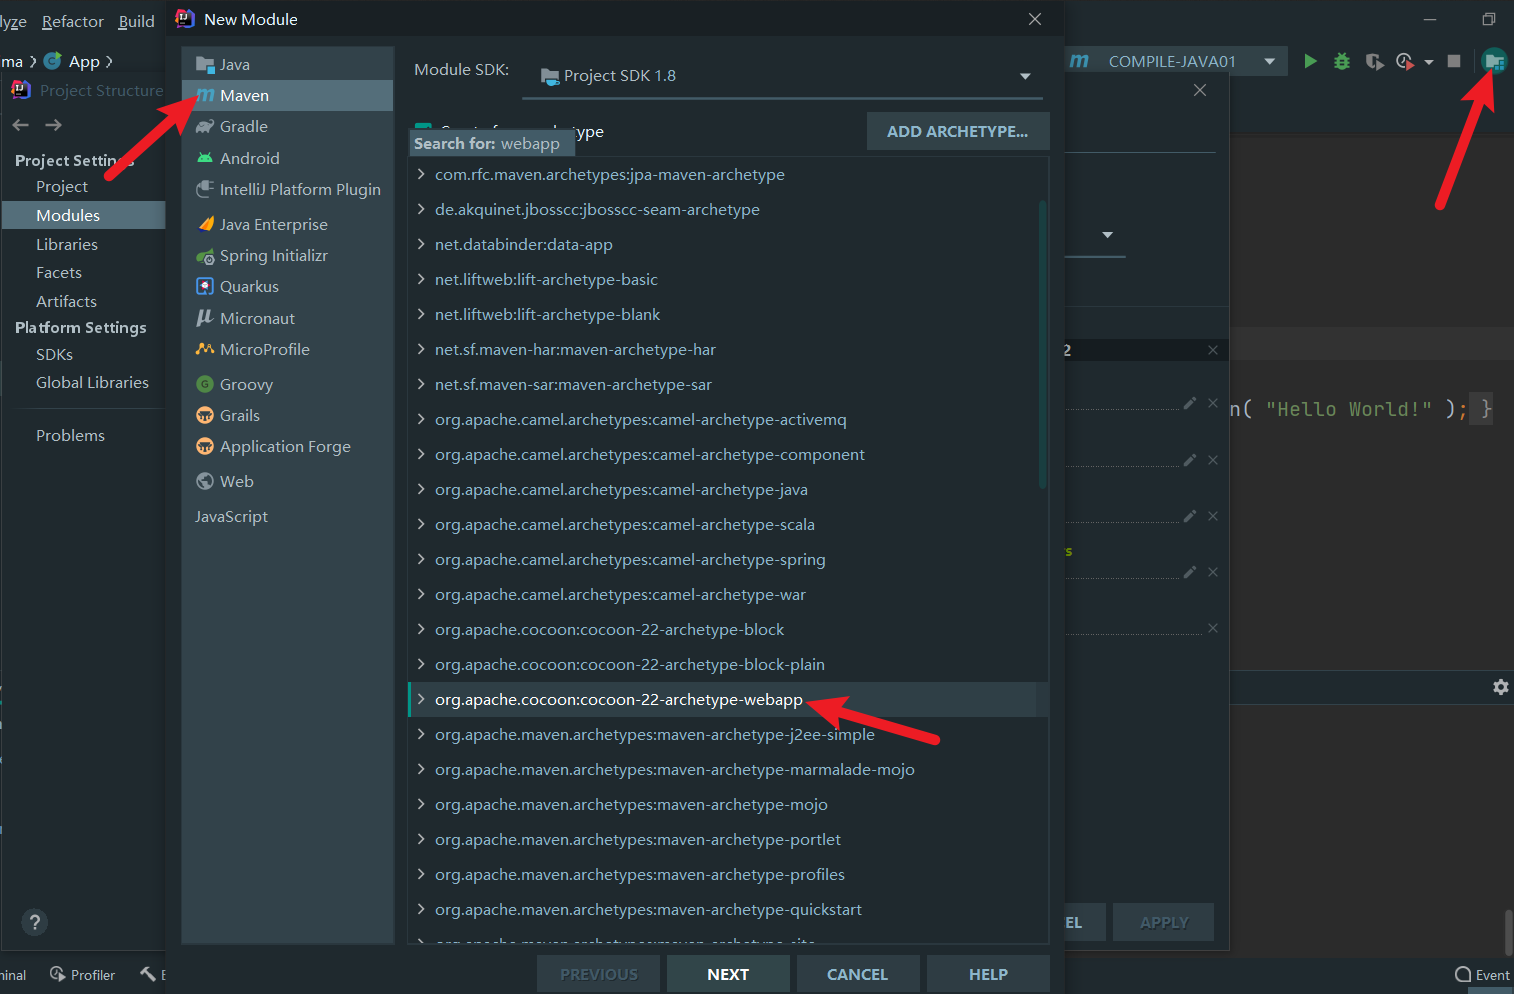 Refactor Build
New Module
App
COMPILE-JAVA01
Project Structure
Project Settings
Project
Modules
Libraries
Facets
Artifacts
Platform Settings
SDKs
Global Libraries
Problems
Java
Maven
Gradle
Android
IntelliJ Platform Plugin
Java Enterprise
Spring Initializr
Quarkus
Micronaut
MicroProfile
Groovy
Grails
Application Forge
Web
JavaScript
Module SDK:
Project SDK 1.8
ADD ARCHETYPE...
Search for: webapp
com.rfc.maven.archetypes:jpa-maven-archetype
de.akquinet.jbosscc:jbosscc-seam-archetype
net.databinder:data-app
net.liftweb:lift-archetype-basic
net.liftweb:lift-archetype-blank
net.sf.maven-har:maven-archetype-har
net.sf.maven-sar:maven-archetype-sar
org.apache.camel.archetypes:camel-archetype-activemq
org.apache.camel.archetypes:camel-archetype-component
org.apache.camel.archetypes:camel-archetype-java
org.apache.camel.archetypes:camel-archetype-scala
org.apache.camel.archetypes:camel-archetype-spring
org.apache.camel.archetypes:camel-archetype-war
org.apache.cocoon:cocoon-22-archetype-block
org.apache.cocoon:cocoon-22-archetype-block-plain
org.apache.cocoon:cocoon-22-archetype-webapp
org.apache.maven.archetypes:maven-archetype-j2ee-simple
org.apache.maven.archetypes:maven-archetype-marmalade-mojo
org.apache.maven.archetypes:maven-archetype-mojo
org.apache.maven.archetypes:maven-archetype-portlet
org.apache.maven.archetypes:maven-archetype-profiles
org.apache.maven.archetypes:maven-archetype-quickstart
n( "Hello World!" ); }
APPLY
PREVIOUS
NEXT
CANCEL
HELP
Profiler
Event